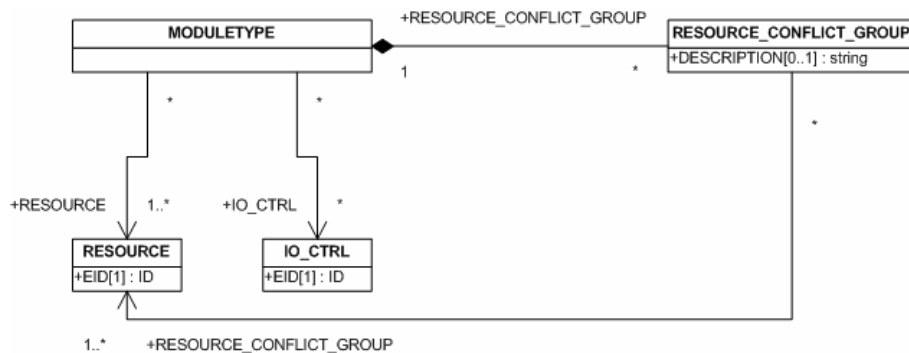 +RESOURCE_CONFLICT_GROUP
MODULETYPE
RESOURCE_CONFLICT_GROUP
+DESCRIPTION[0..1] : string
1
*
*
*
*
+RESOURCE
1..*
+IO_CTRL
*
RESOURCE
IO_CTRL
+EID[1] : ID
+EID[1] : ID
1..*
+RESOURCE_CONFLICT_GROUP